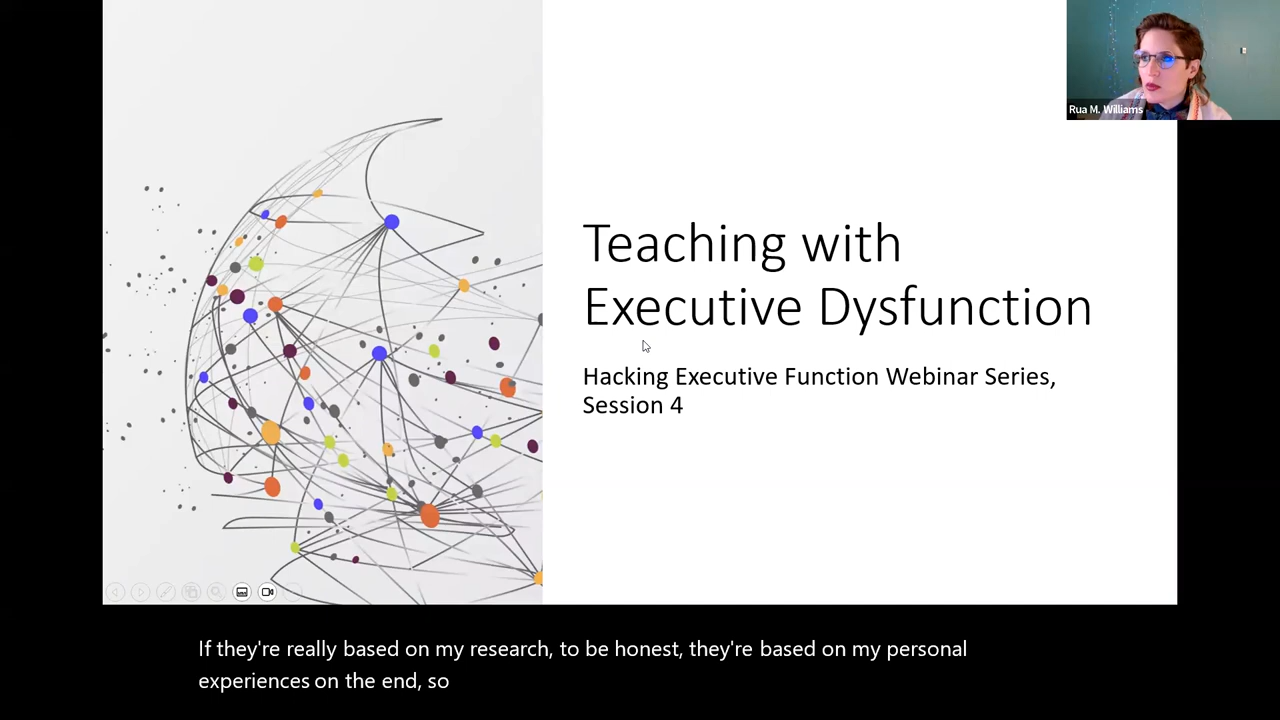 Rua M. Williams
Teaching with
Executive Dysfunction
Hacking Executive Function Webinar Series,
Session 4
If they're really based on my research, to be honest, they're based on my personal
experiences on the end, so